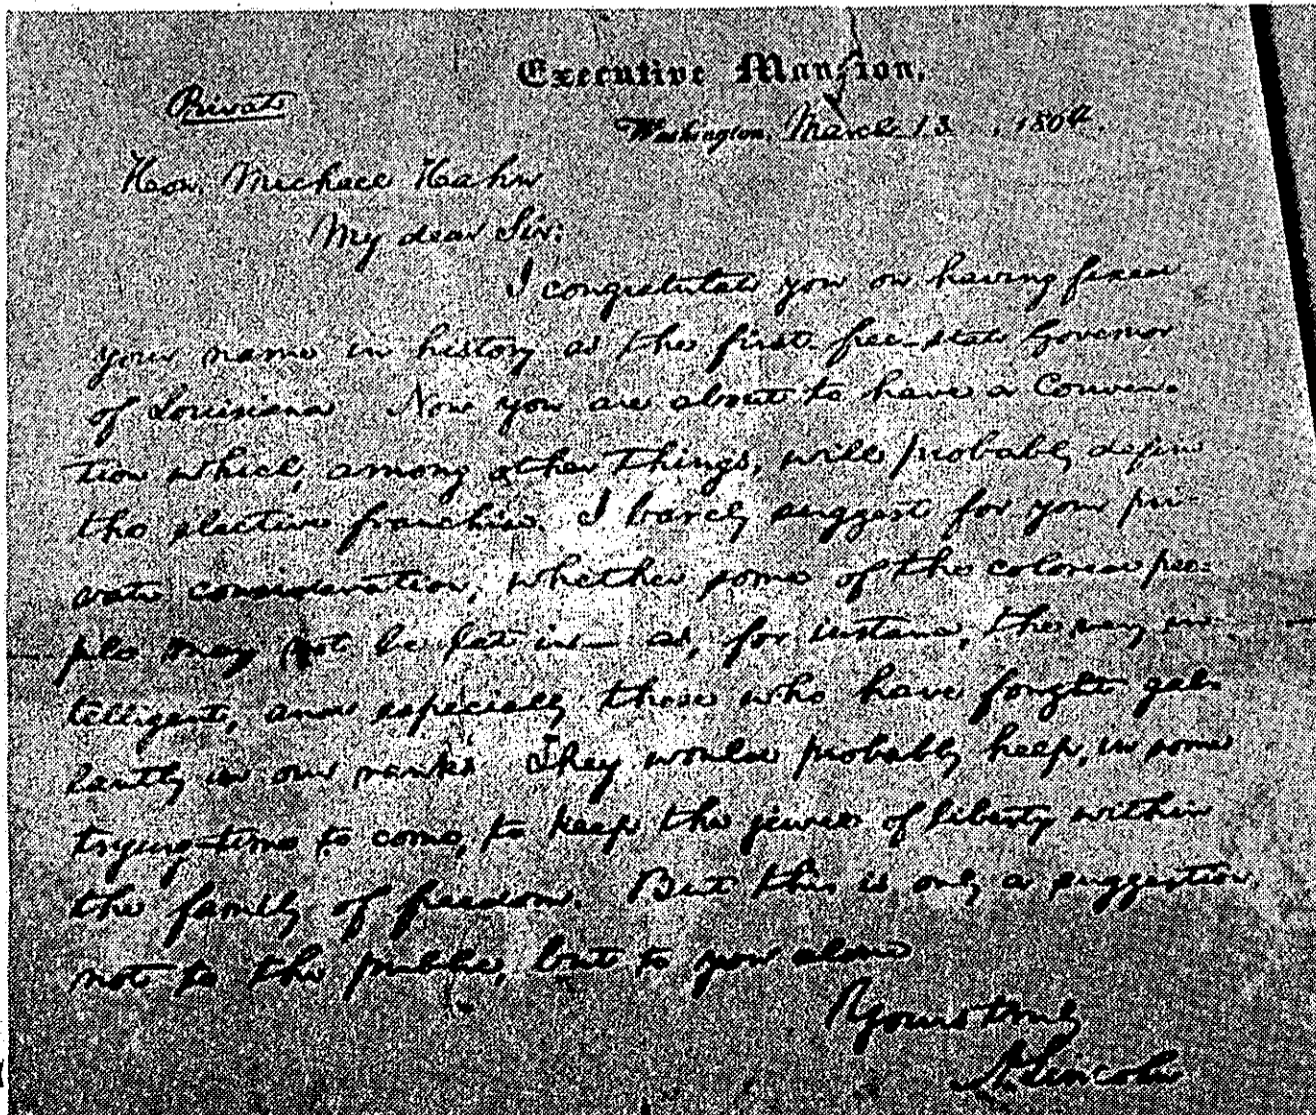 Executive Mansion,
Private
Washington, March 13, 1864.
Hon. Michael Hahn
My dear Sir:
I congratulate you on having fixed
your name in history as the first free-state Governor
of Louisiana Now you are about to have a Conven-
tion which, among other things, will probably define
the elective franchise. I barely suggest for your pri-
vate consideration, whether some of the colored peo-
ple may not be let in - as, for instance, the very in-
telligent, and especially those who have fought gal-
lantly in our ranks. They would probably help, in some
trying time to come, to keep the jewel of liberty within
the family of freedom. But this is only a suggestion,
not to the public, but to you alone
Yours truly
A. Lincoln